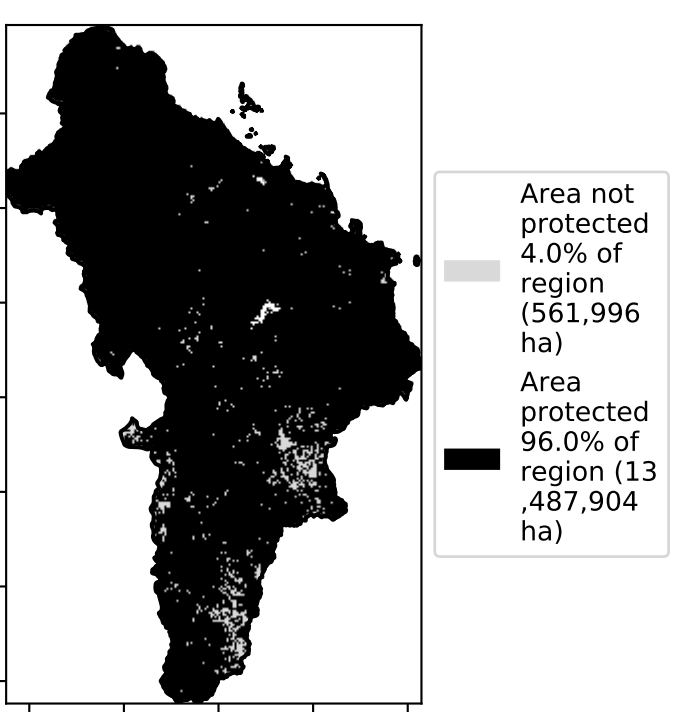 Area not
protected
4.0% of
region
(561,996
ha)
Area
protected
96.0% of
region (13
,487,904
ha)